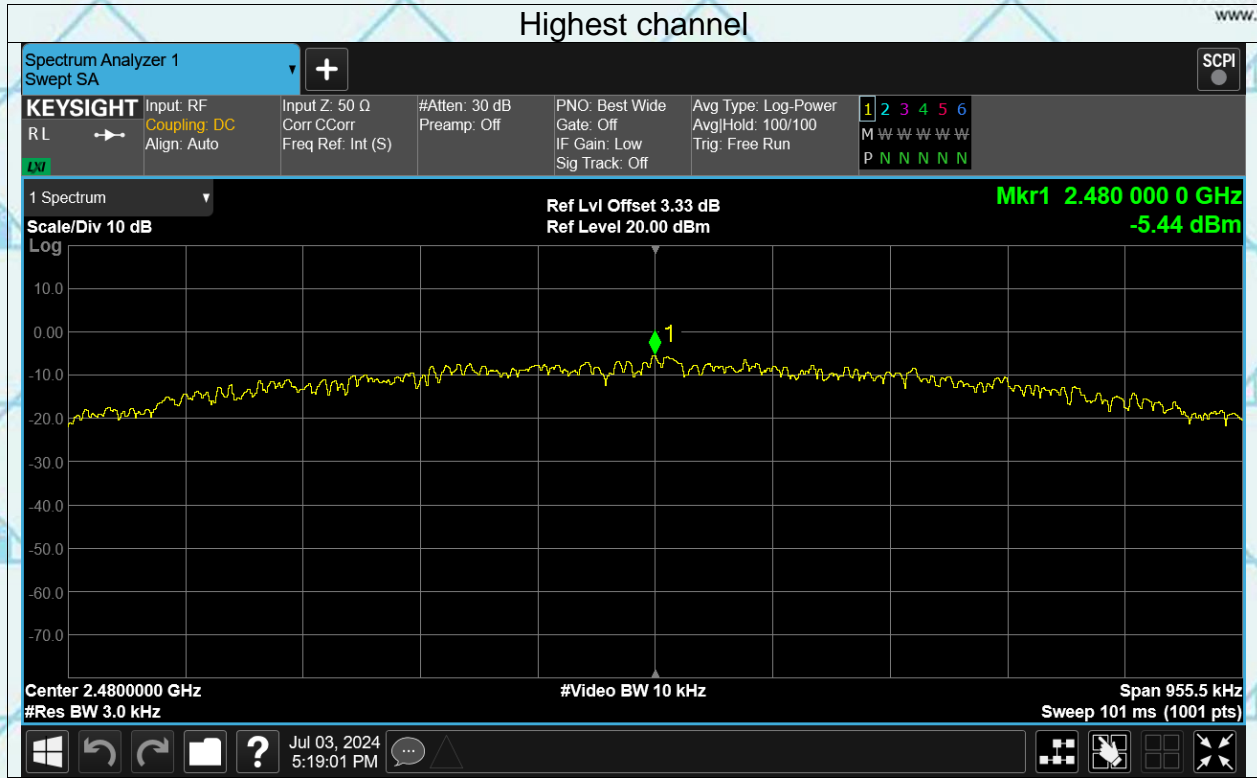 Highest channel
www.
Spectrum Analyzer 1
Swept SA
SCPI
KEYSIGHT
RL
LXI
Input: RF
Coupling: DC
Align: Auto
Input Z: 50 Ω
Corr CCorr
Freq Ref: Int (S)
#Atten: 30 dB
Preamp: Off
PNO: Best Wide
Gate: Off
IF Gain: Low
Sig Track: Off
Avg Type: Log-Power
Avg|Hold: 100/100
Trig: Free Run
1 2 3 4 5 6
M W W W W W
P N N N N N
1 Spectrum
Scale/Div 10 dB
Ref Lvl Offset 3.33 dB
Ref Level 20.00 dBm
Mkr1 2.480 000 0 GHz
-5.44 dBm
Log
10.0
0.00
-10.0
-20.0
-30.0
-40.0
-50.0
-60.0
-70.0
1
Center 2.4800000 GHz
#Res BW 3.0 kHz
#Video BW 10 kHz
Span 955.5 kHz
Sweep 101 ms (1001 pts)
?
Jul 03, 2024
5:19:01 PM